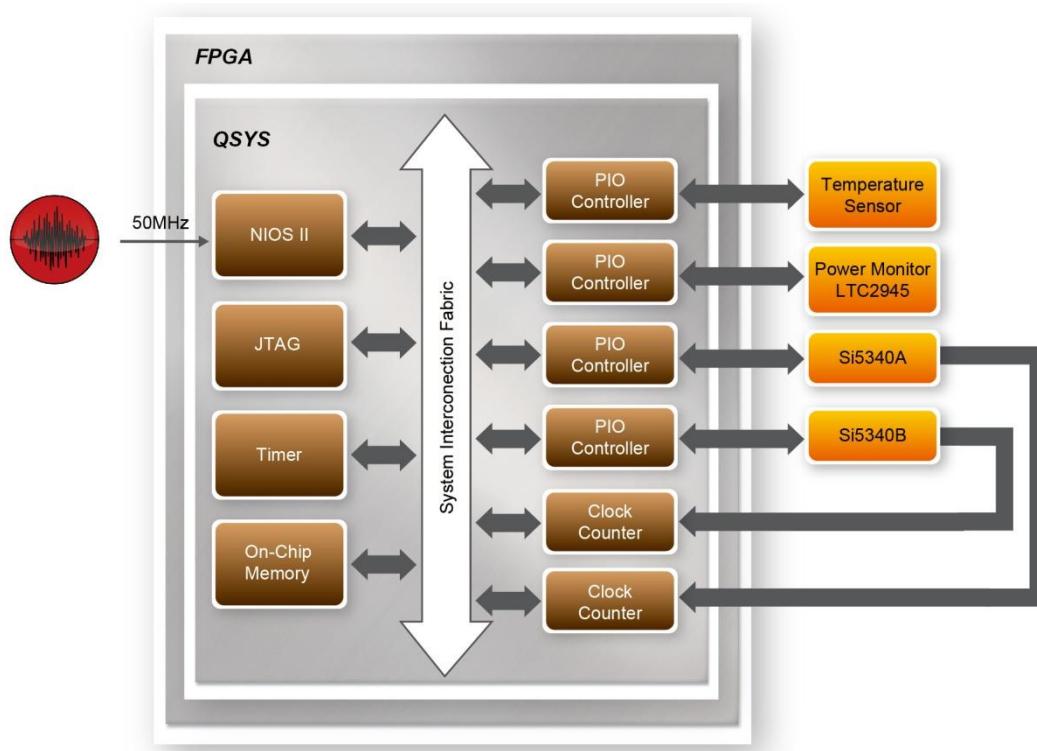 FPGA
QSYS
50MHz
NIOS II
JTAG
Timer
On-Chip
Memory
System Interconnection Fabric
PIO
Controller
PIO
Controller
PIO
Controller
PIO
Controller
Clock
Counter
Clock
Counter
Temperature
Sensor
Power Monitor
LTC2945
Si5340A
Si5340B